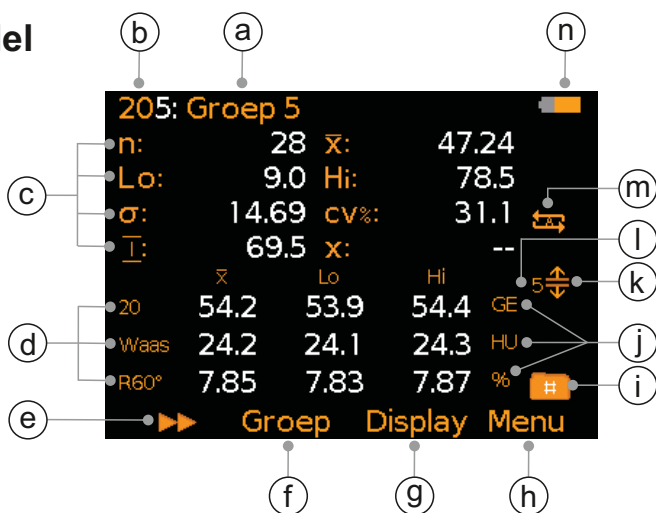 del
b a n
205: Groep 5
n: 28 x̅: 47.24
c Lo: 9.0 Hi: 78.5 m
σ: 14.69 cv%: 31.1
I: 69.5 x: -- l
x̅ Lo Hi 5 k
20 54.2 53.9 54.4 GE
d Waas 24.2 24.1 24.3 HU j
R60° 7.85 7.83 7.87 % # i
e Groep Display Menu
f g h